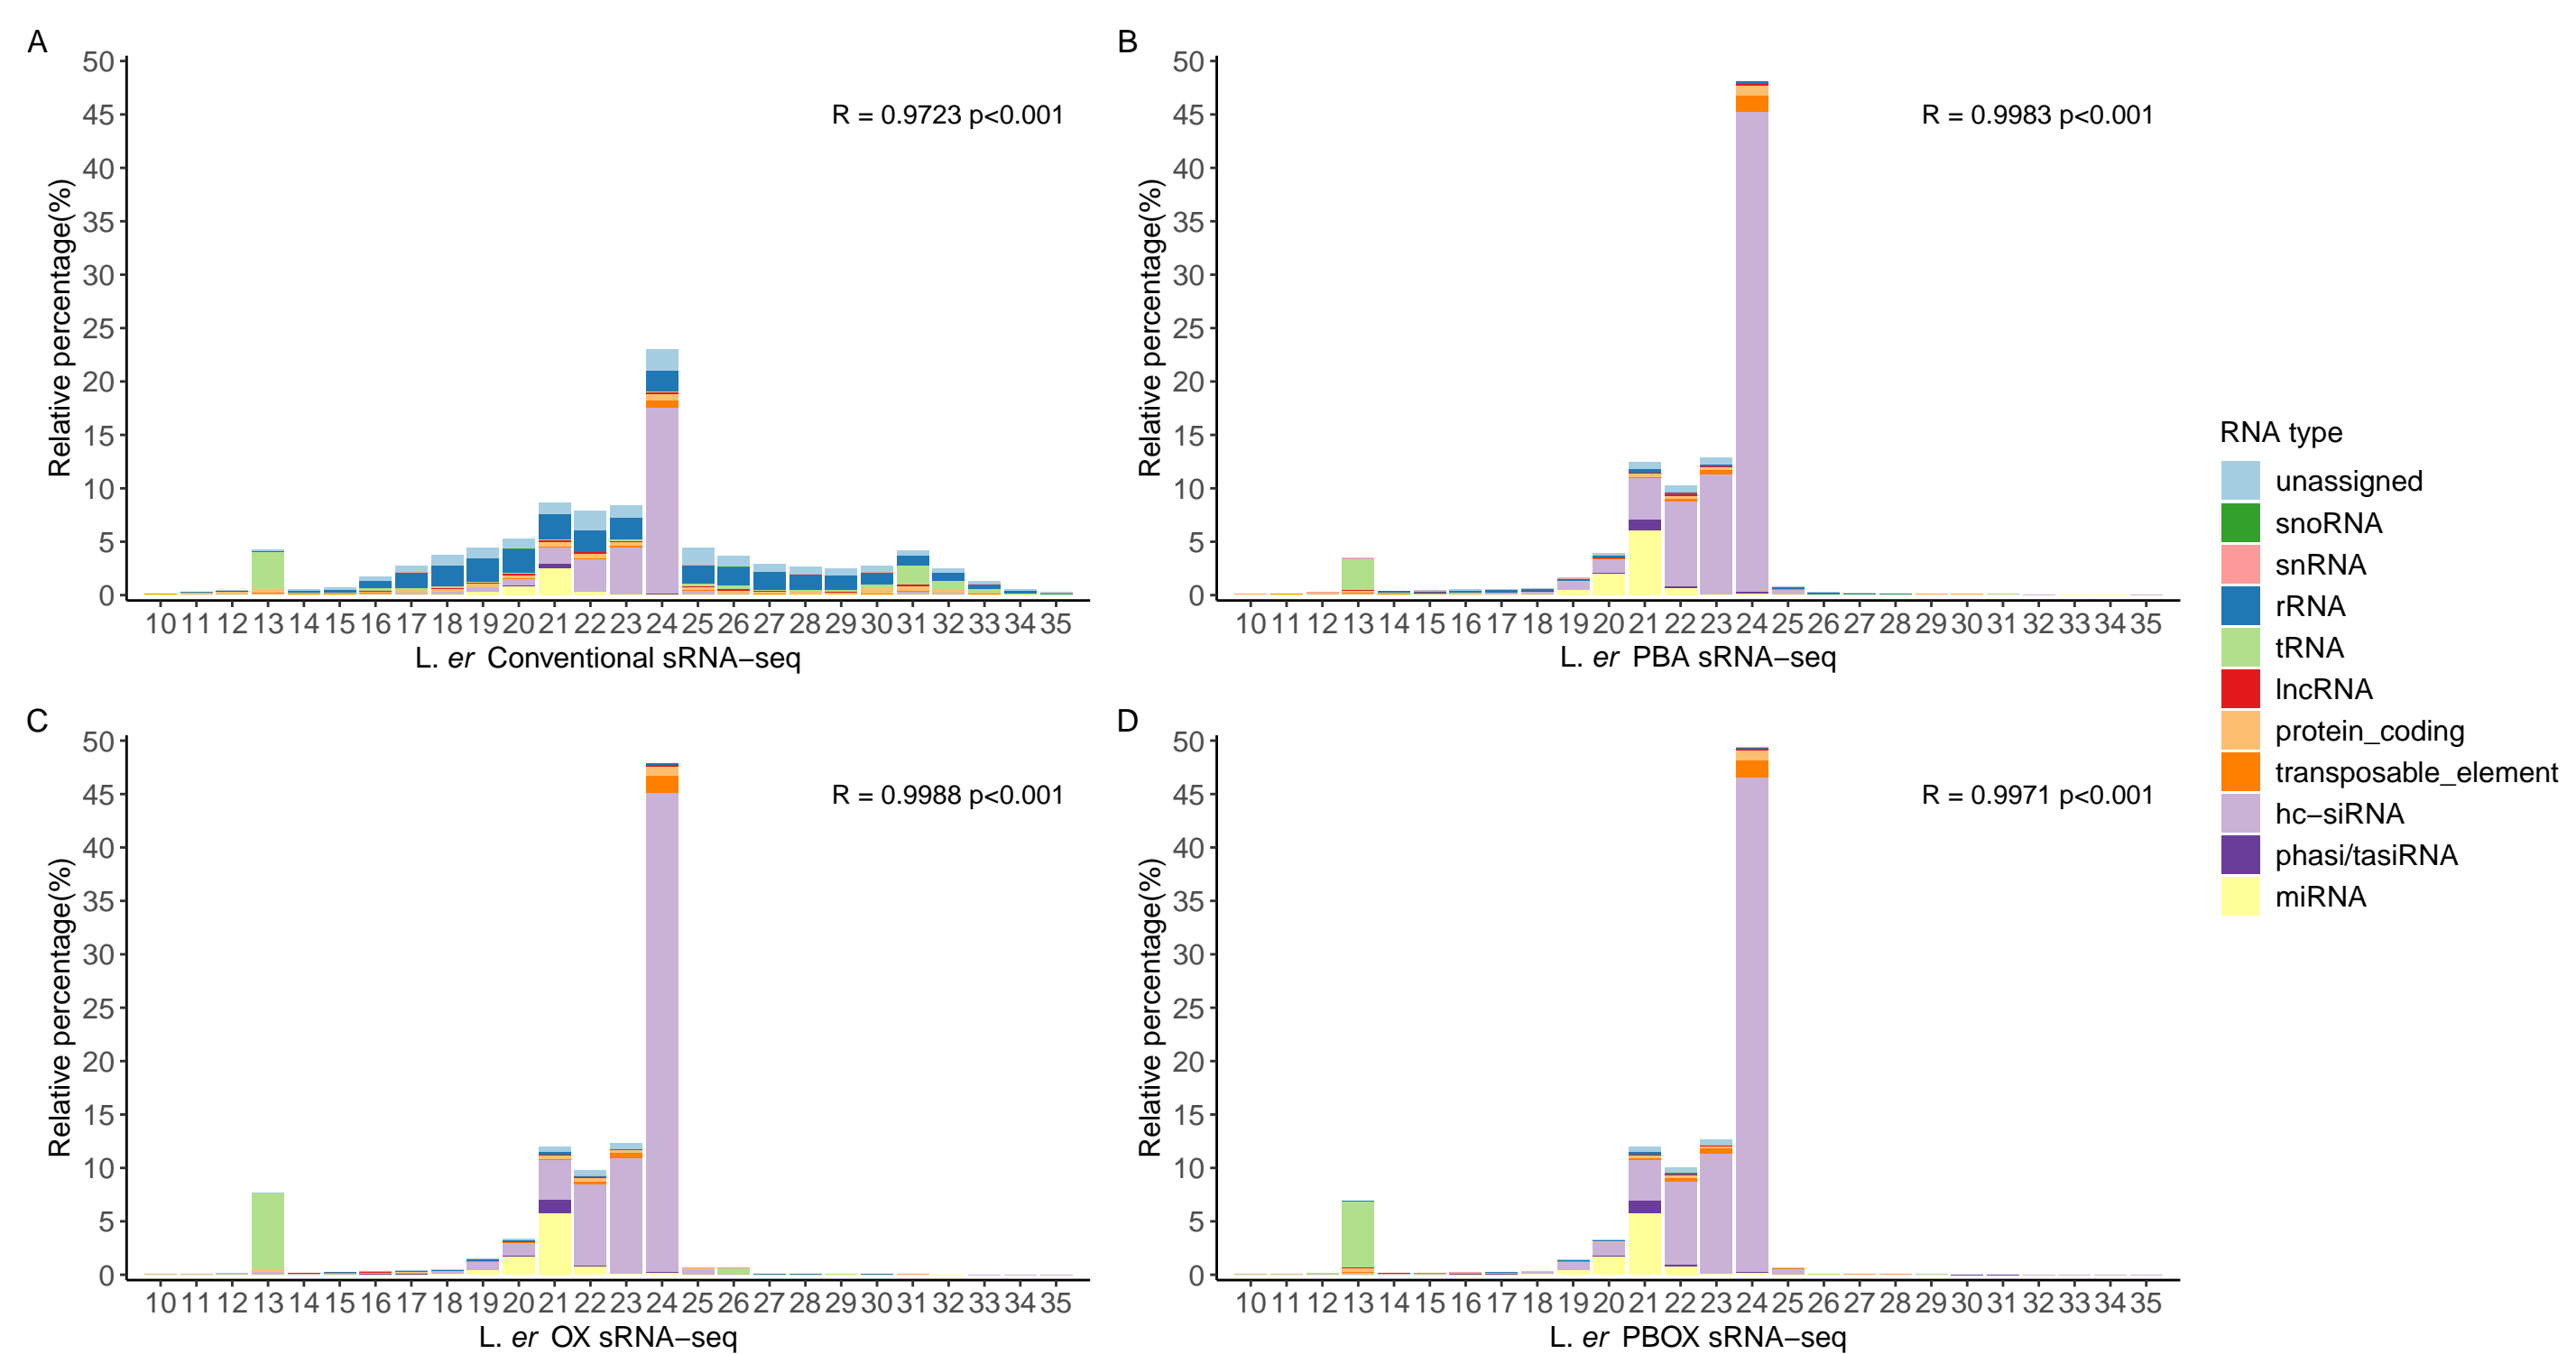 A
50
45
40
35
30
25
20
15
10
5
0
Relative percentage(%)
R = 0.9723 p<0.001
10 11 12 13 14 15 16 17 18 19 20 21 22 23 24 25 26 27 28 29 30 31 32 33 34 35
L. er Conventional sRNA−seq
B
50
45
40
35
30
25
20
15
10
5
0
Relative percentage(%)
R = 0.9983 p<0.001
10 11 12 13 14 15 16 17 18 19 20 21 22 23 24 25 26 27 28 29 30 31 32 33 34 35
L. er PBA sRNA−seq
C
50
45
40
35
30
25
20
15
10
5
0
Relative percentage(%)
R = 0.9988 p<0.001
10 11 12 13 14 15 16 17 18 19 20 21 22 23 24 25 26 27 28 29 30 31 32 33 34 35
L. er OX sRNA−seq
D
50
45
40
35
30
25
20
15
10
5
0
Relative percentage(%)
R = 0.9971 p<0.001
10 11 12 13 14 15 16 17 18 19 20 21 22 23 24 25 26 27 28 29 30 31 32 33 34 35
L. er PBOX sRNA−seq
RNA type
unassigned
snoRNA
snRNA
rRNA
tRNA
lncRNA
protein_coding
transposable_element
hc−siRNA
phasi/tasiRNA
miRNA